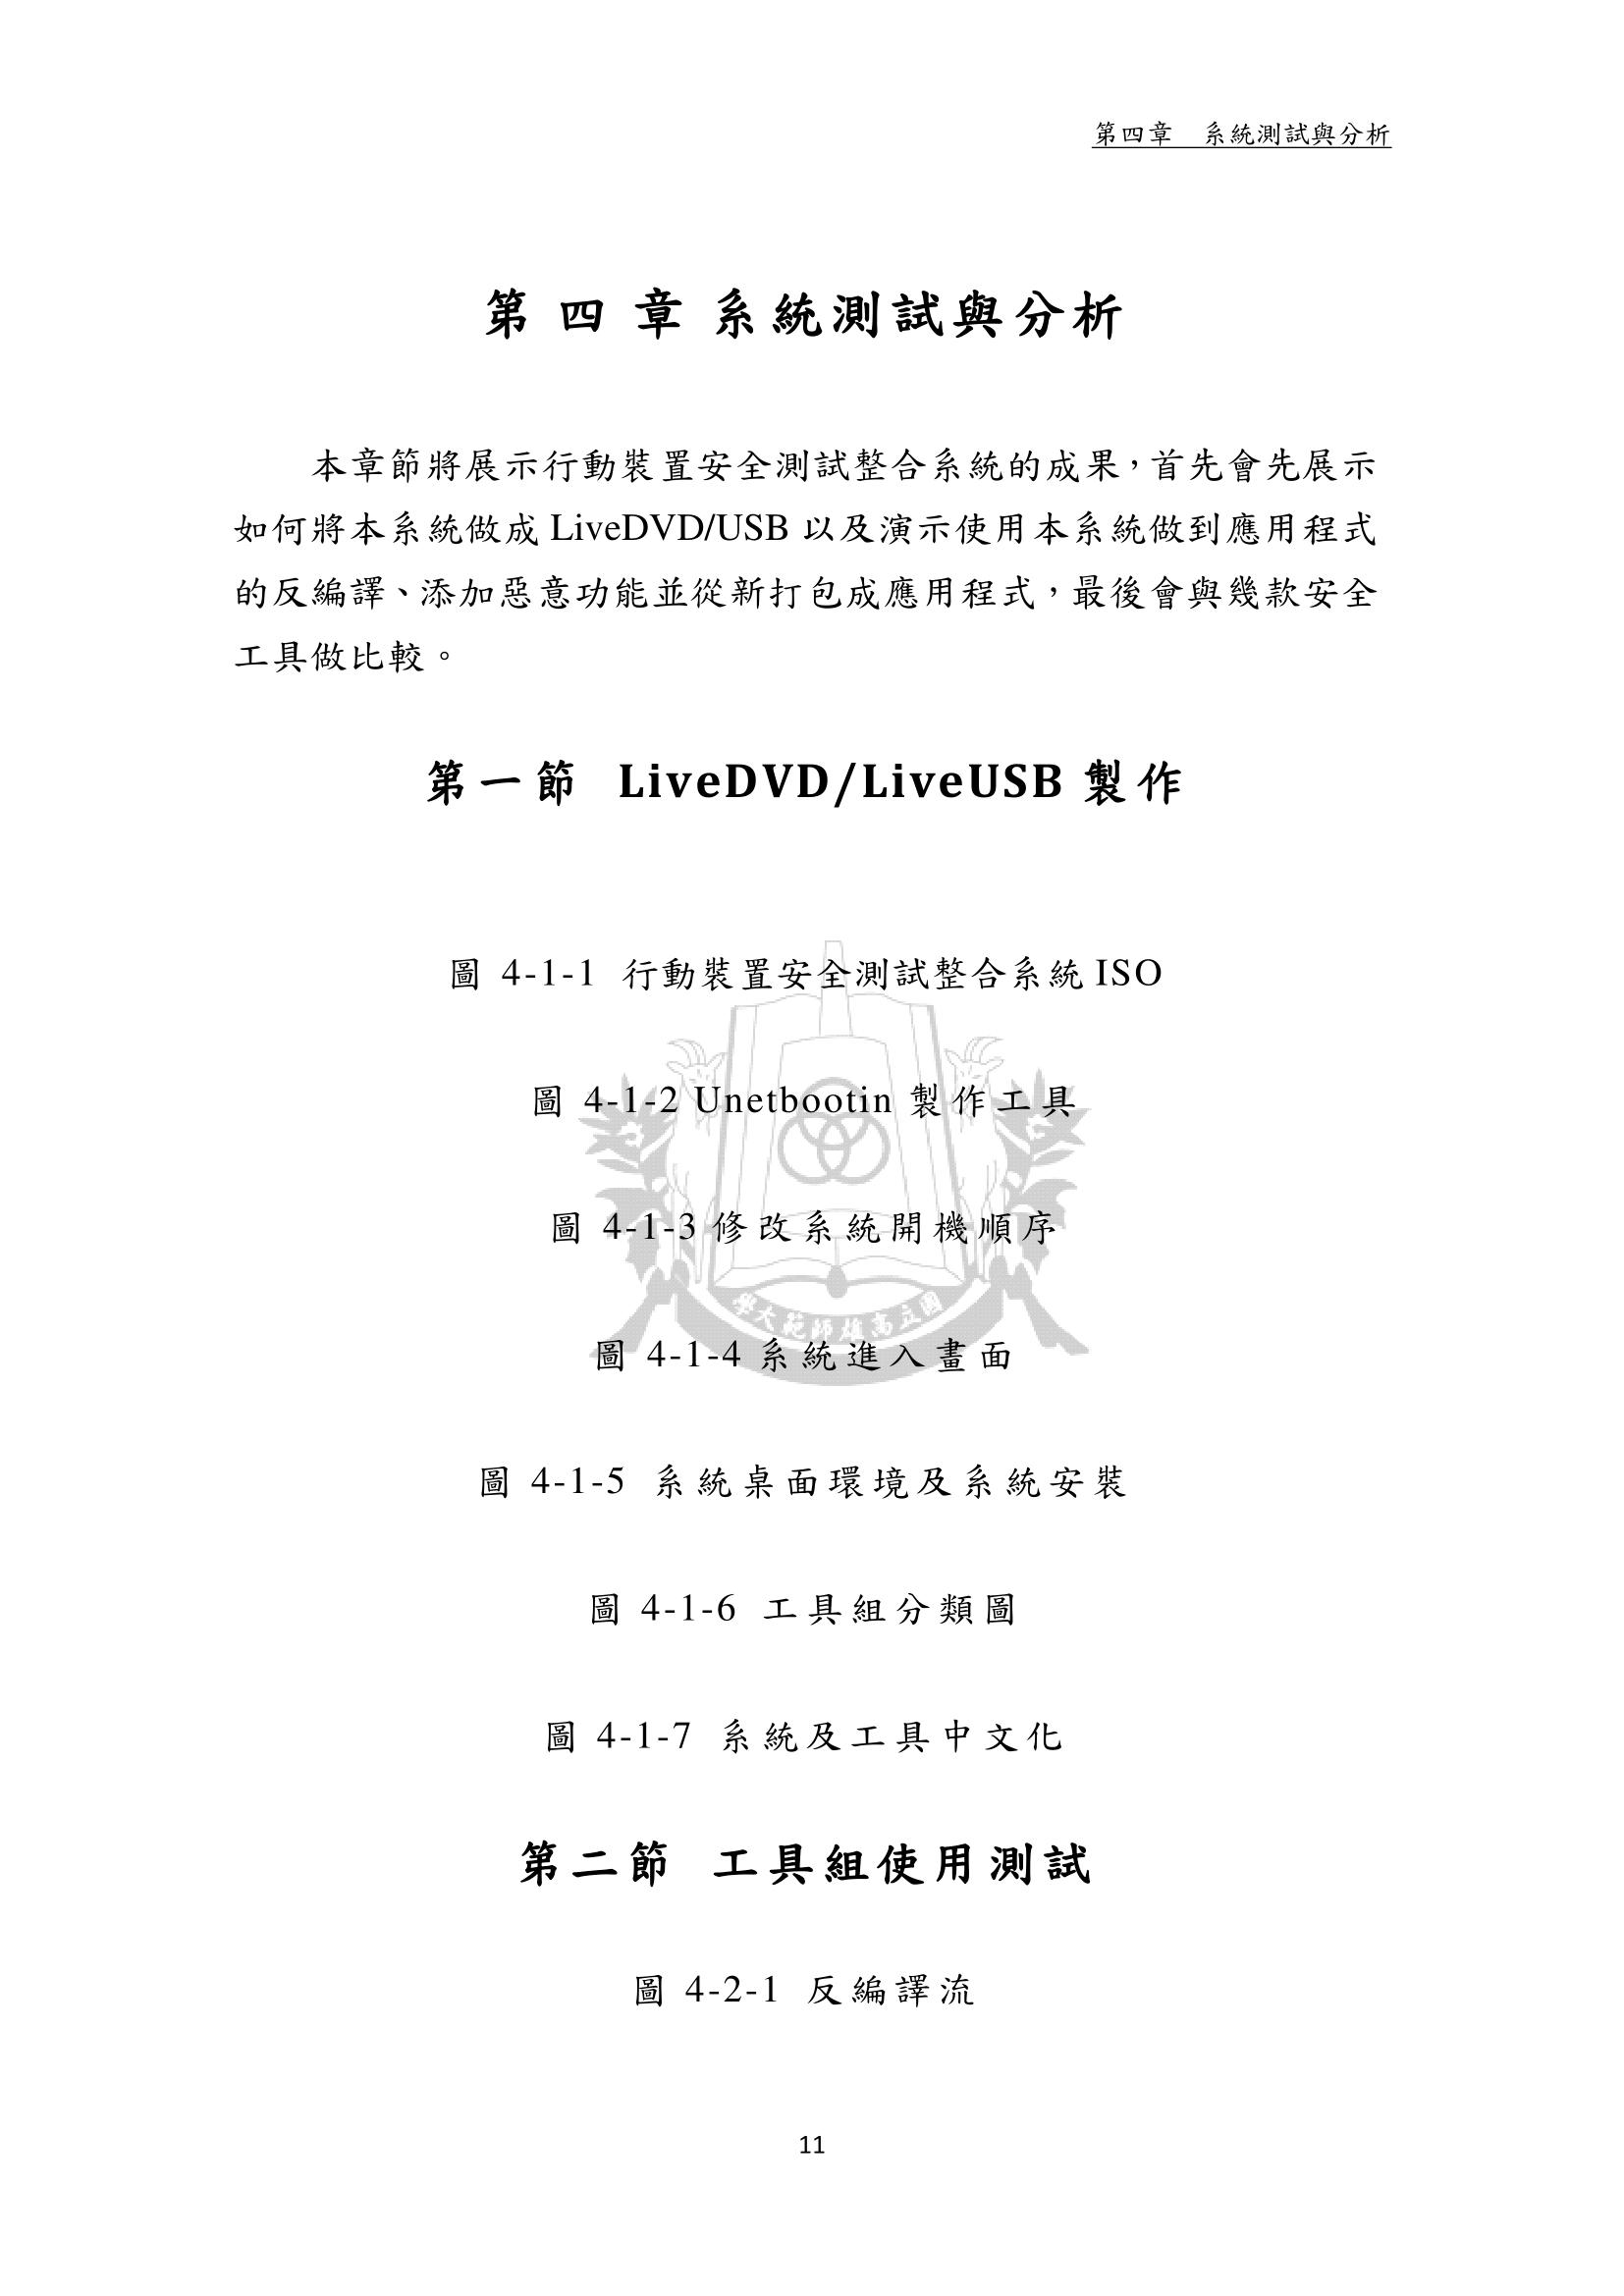 第四章　系統測試與分析
第 四 章 系統測試與分析
本章節將展示行動裝置安全測試整合系統的成果，首先會先展示
如何將本系統做成 LiveDVD/USB 以及演示使用本系統做到應用程式
的反編譯、添加惡意功能並從新打包成應用程式，最後會與幾款安全
工具做比較。
第一節 LiveDVD/LiveUSB 製作
圖 4-1-1 行動裝置安全測試整合系統 ISO
圖 4-1-2 Unetbootin 製作工具
圖 4-1-3 修改系統開機順序
學大範師雄高立國
圖 4-1-4 系統進入畫面
圖 4-1-5 系統桌面環境及系統安裝
圖 4-1-6 工具組分類圖
圖 4-1-7 系統及工具中文化
第二節 工具組使用測試
圖 4-2-1 反編譯流
11